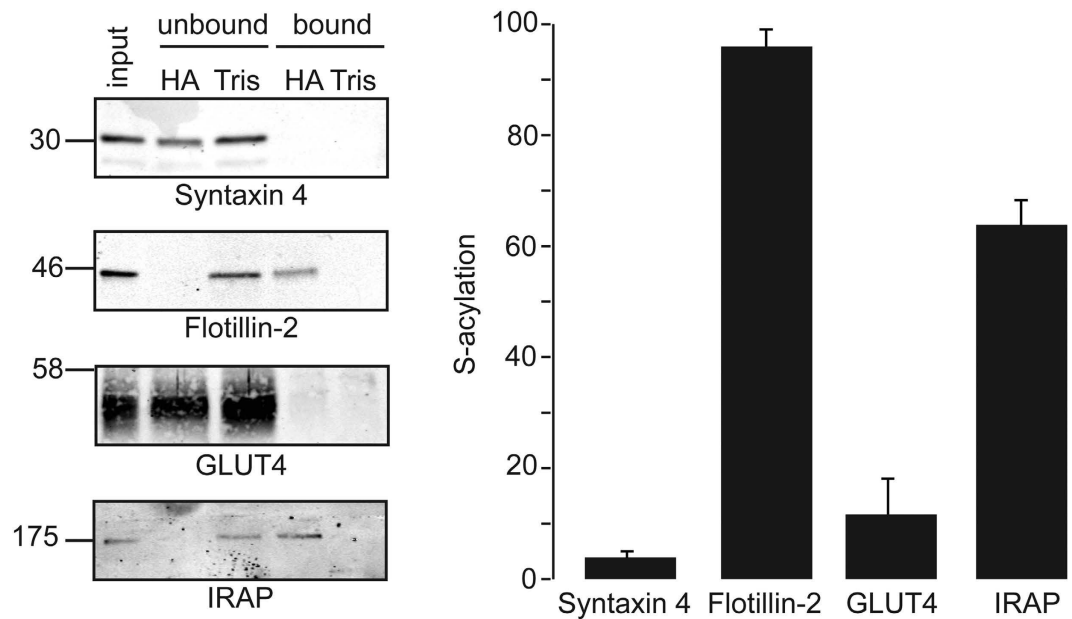 unbound bound
input HA Tris HA Tris
30
Syntaxin 4
46
Flotillin-2
58
GLUT4
175
IRAP
100
80
60
40
20
0
S-acylation
Syntaxin 4 Flotillin-2 GLUT4 IRAP